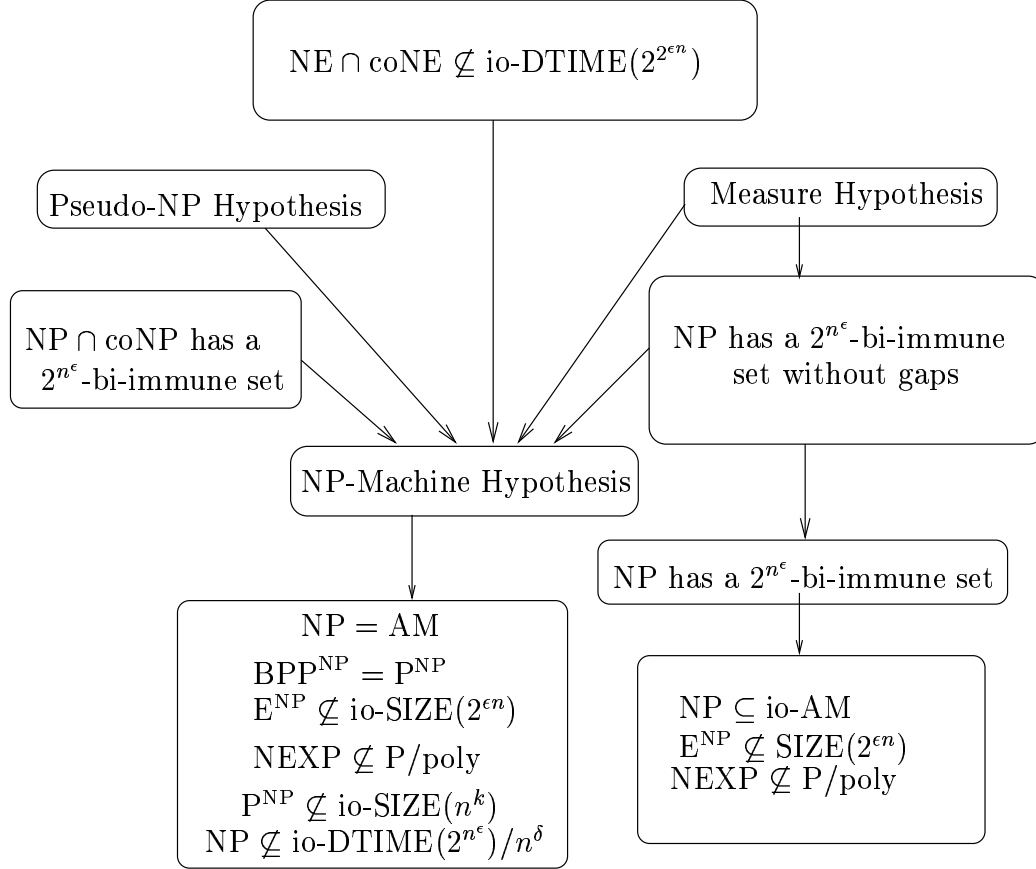 NE ∩ coNE ⊈ io-DTIME(2^{2^{εn}})
Pseudo-NP Hypothesis
Measure Hypothesis
NP ∩ coNP has a
2^{n^ε}-bi-immune set
NP has a 2^{n^ε}-bi-immune
set without gaps
NP-Machine Hypothesis
NP has a 2^{n^ε}-bi-immune set
NP = AM
BPP^{NP} = P^{NP}
E^{NP} ⊈ io-SIZE(2^{εn})
NEXP ⊈ P/poly
P^{NP} ⊈ io-SIZE(n^k)
NP ⊈ io-DTIME(2^{n^ε})/n^δ
NP ⊆ io-AM
E^{NP} ⊈ SIZE(2^{εn})
NEXP ⊈ P/poly